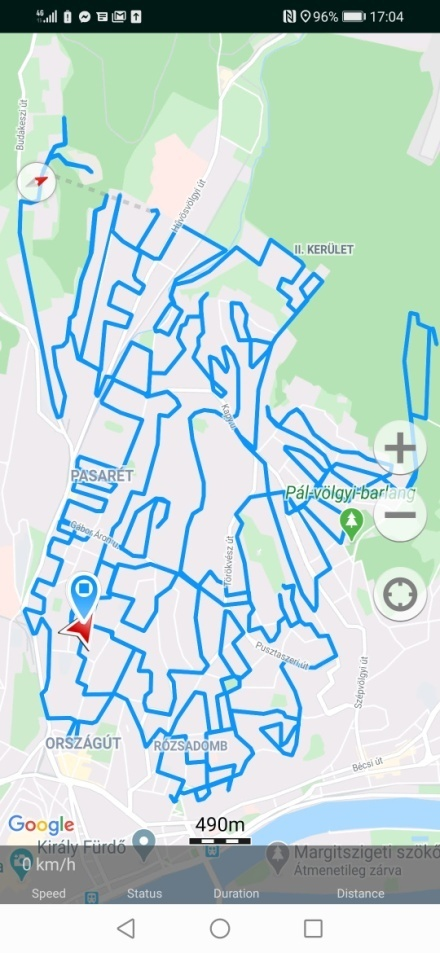 4G 96% 17:04
Budakeszi út
Hűvösvölgyi út
II. KERÜLET
Kapy u.
PASARÉT
Pál-völgyi-barlang
Gábor Áron u.
Törökvész út
Pusztaszeri út
Szépvölgyi út
ORSZÁGÚT
RÓZSADOMB
Bécsi út
490m
Google
Király Fürdő
Margitszigeti szökő
Átmenetileg zárva
0 km/h
Speed Status Duration Distance